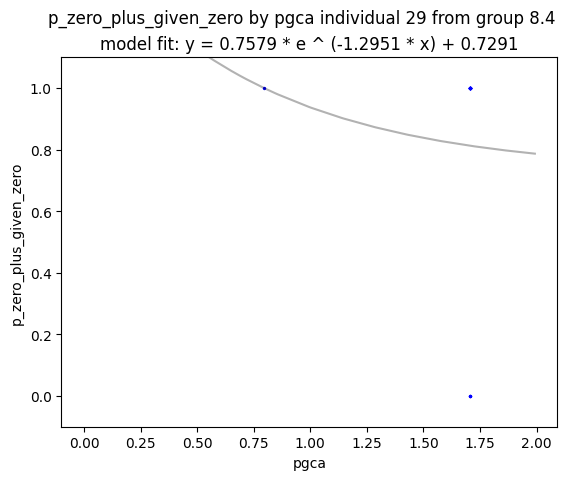 p_zero_plus_given_zero by pgca individual 29 from group 8.4
model fit: y = 0.7579 * e ^ (-1.2951 * x) + 0.7291
1.0
0.8
0.6
0.4
0.2
0.0
p_zero_plus_given_zero
0.00 0.25 0.50 0.75 1.00 1.25 1.50 1.75 2.00
pgca